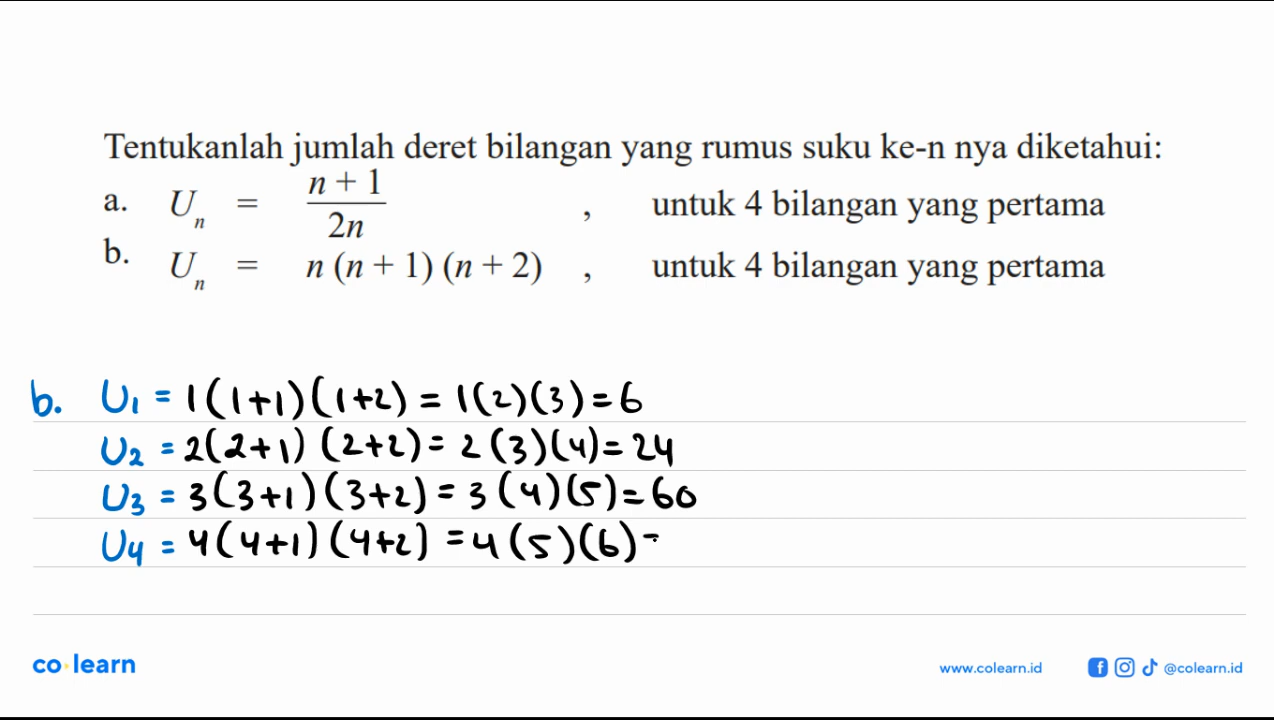 Tentukanlah jumlah deret bilangan yang rumus suku ke-n nya diketahui:
a. Uₙ = (n + 1)/(2n) , untuk 4 bilangan yang pertama
b. Uₙ = n (n + 1) (n + 2) , untuk 4 bilangan yang pertama
b. U₁ = 1(1+1)(1+2) = 1(2)(3) = 6
U₂ = 2(2+1) (2+2) = 2(3)(4) = 24
U₃ = 3(3+1)(3+2) = 3(4)(5) = 60
U₄ = 4(4+1)(4+2) = 4(5)(6) -
co·learn
www.colearn.id @colearn.id